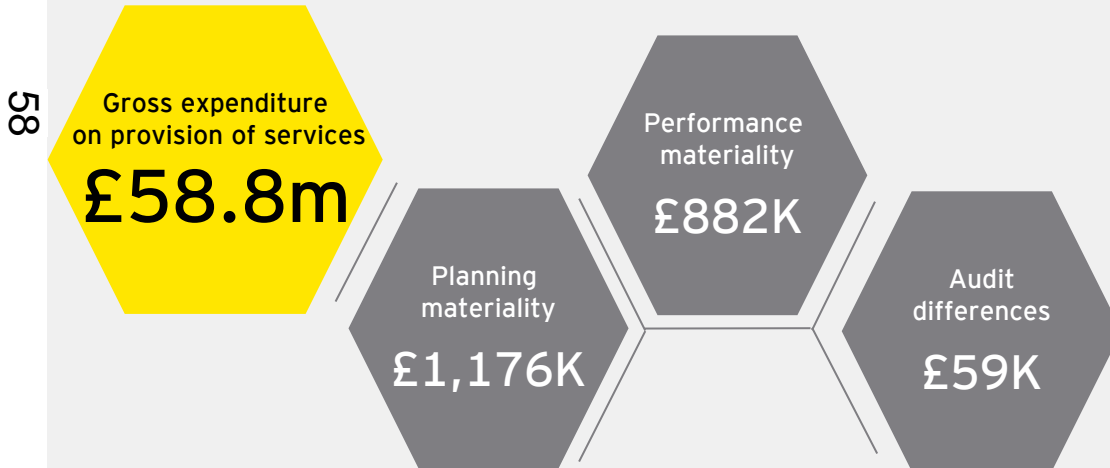 58
Gross expenditure
on provision of services
£58.8m
Planning
materiality
£1,176K
Performance
materiality
£882K
Audit
differences
£59K